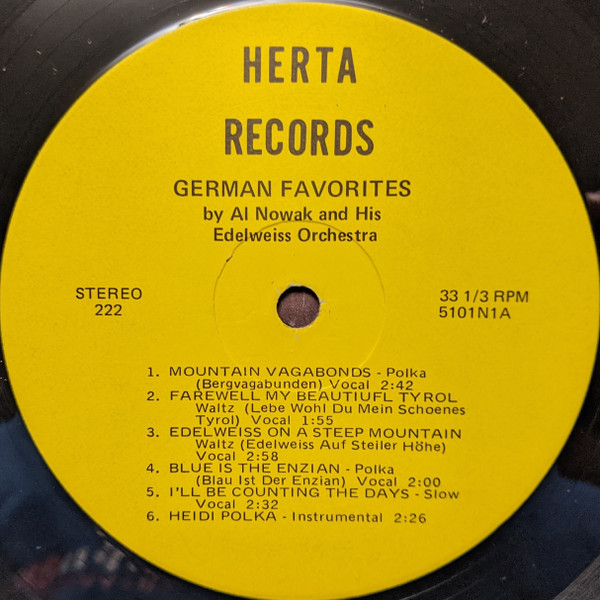 HERTA
RECORDS
GERMAN FAVORITES
by Al Nowak and His
Edelweiss Orchestra
STEREO
222
33 1/3 RPM
5101N1A
1. MOUNTAIN VAGABONDS - Polka
(Bergvagabunden) Vocal 2:42
2. FAREWELL MY BEAUTIUFL TYROL
Waltz (Lebe Wohl Du Mein Schoenes
Tyrol) Vocal 1:55
3. EDELWEISS ON A STEEP MOUNTAIN
Waltz (Edelweiss Auf Steiler Höhe)
Vocal 2:58
4. BLUE IS THE ENZIAN - Polka
(Blau Ist Der Enzian) Vocal 2:00
5. I'LL BE COUNTING THE DAYS - Slow
Vocal 2:32
6. HEIDI POLKA - Instrumental 2:26